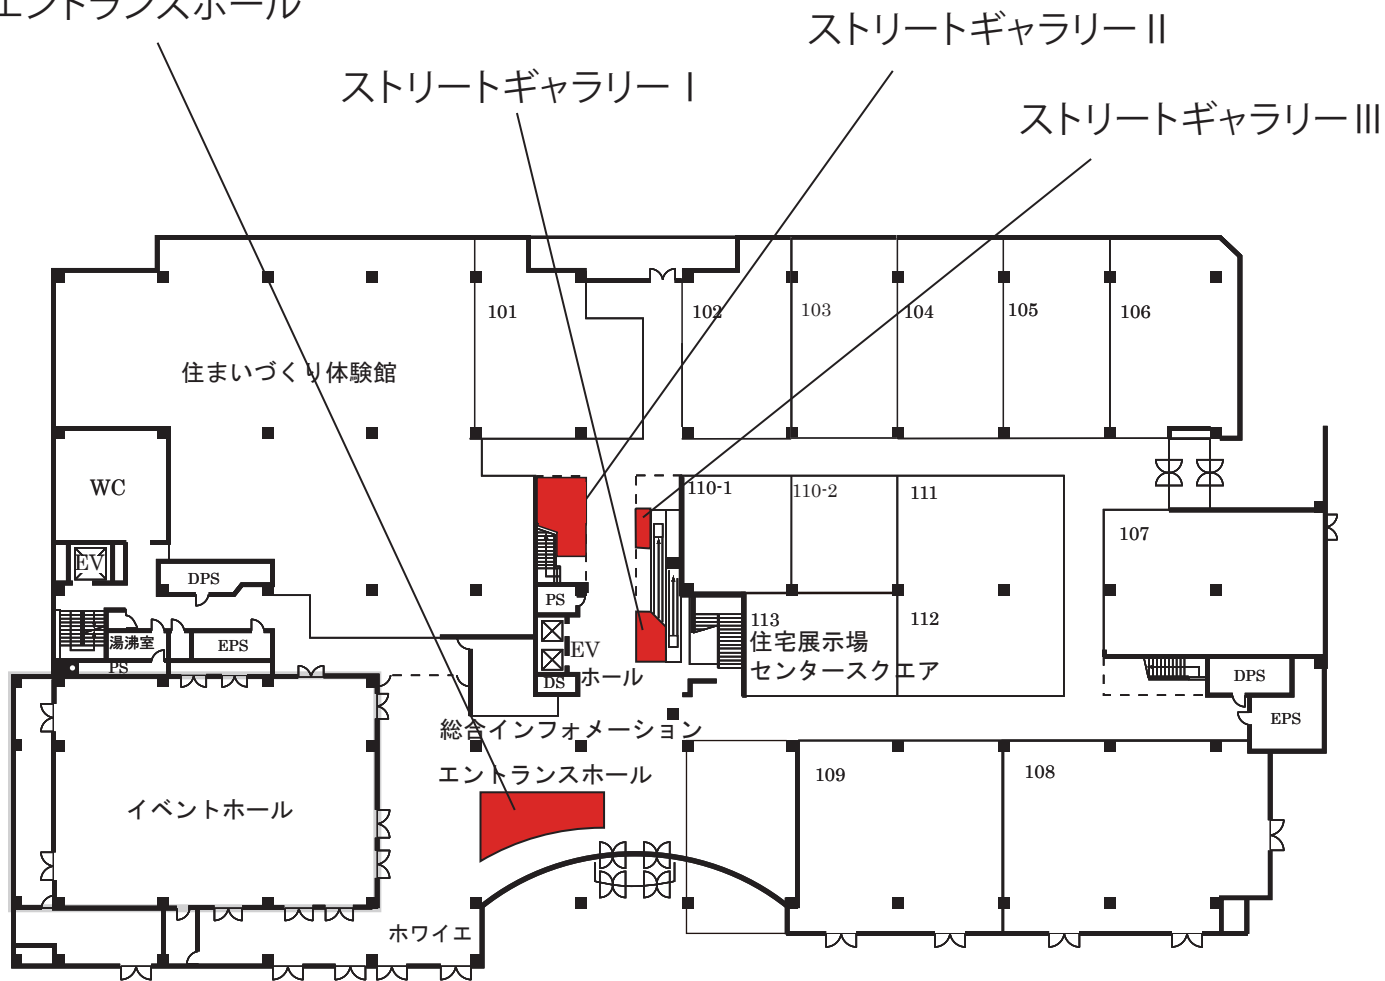 エントランスホール
ストリートギャラリーⅡ
ストリートギャラリーⅠ
ストリートギャラリーⅢ
101
102
103
104
105
106
住まいづくり体験館
WC
110-1
110-2
111
107
EV
DPS
PS
湯沸室
EPS
PS
EV
ホール
DS
113
住宅展示場
センタースクエア
112
DPS
EPS
総合インフォメーション
エントランスホール
109
108
イベントホール
ホワイエ